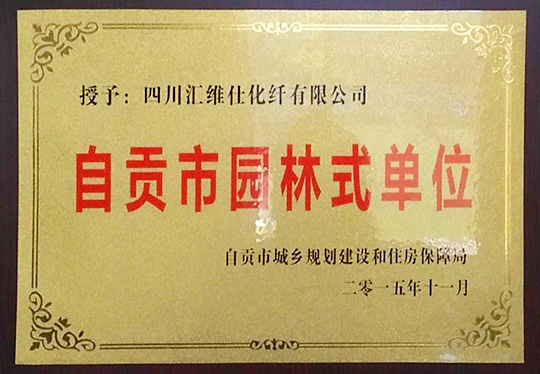 授予：四川汇维仕化纤有限公司
自贡市园林式单位
自贡市城乡规划建设和住房保障局
二零一五年十一月